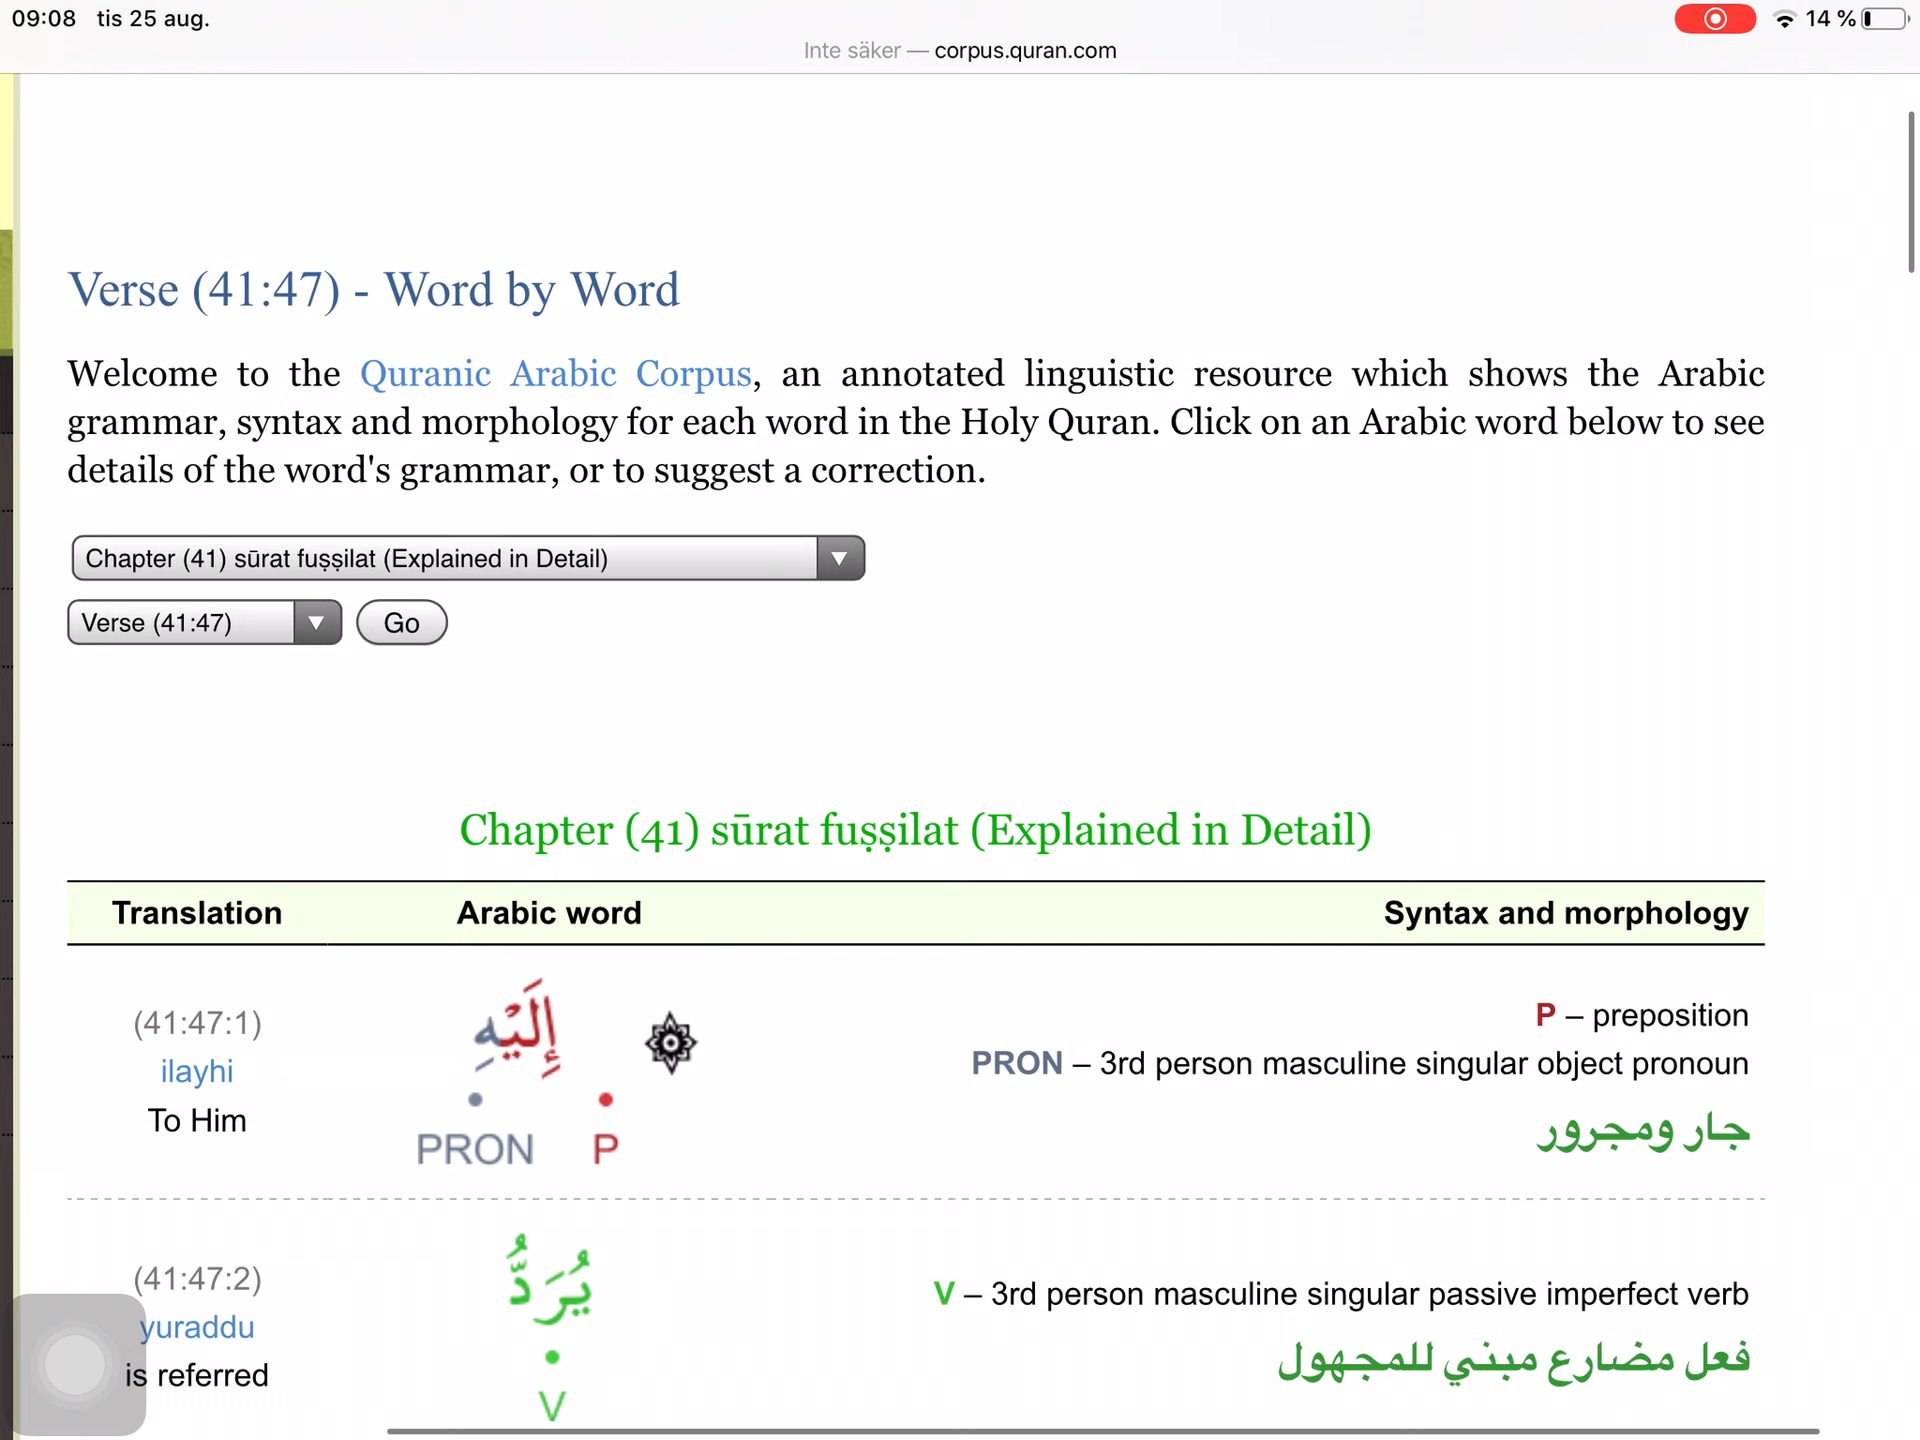 09:08 tis 25 aug. 14 %
Inte säker — corpus.quran.com
Verse (41:47) - Word by Word
Welcome to the Quranic Arabic Corpus, an annotated linguistic resource which shows the Arabic
grammar, syntax and morphology for each word in the Holy Quran. Click on an Arabic word below to see
details of the word's grammar, or to suggest a correction.
Chapter (41) sūrat fuṣṣilat (Explained in Detail)
Verse (41:47) Go
Chapter (41) sūrat fuṣṣilat (Explained in Detail)
Translation Arabic word Syntax and morphology
(41:47:1)
ilayhi
To Him
إِلَيْهِ
PRON P
P – preposition
PRON – 3rd person masculine singular object pronoun
جار ومجرور
(41:47:2)
yuraddu
is referred
يُرَدُّ
V
V – 3rd person masculine singular passive imperfect verb
فعل مضارع مبني للمجهول